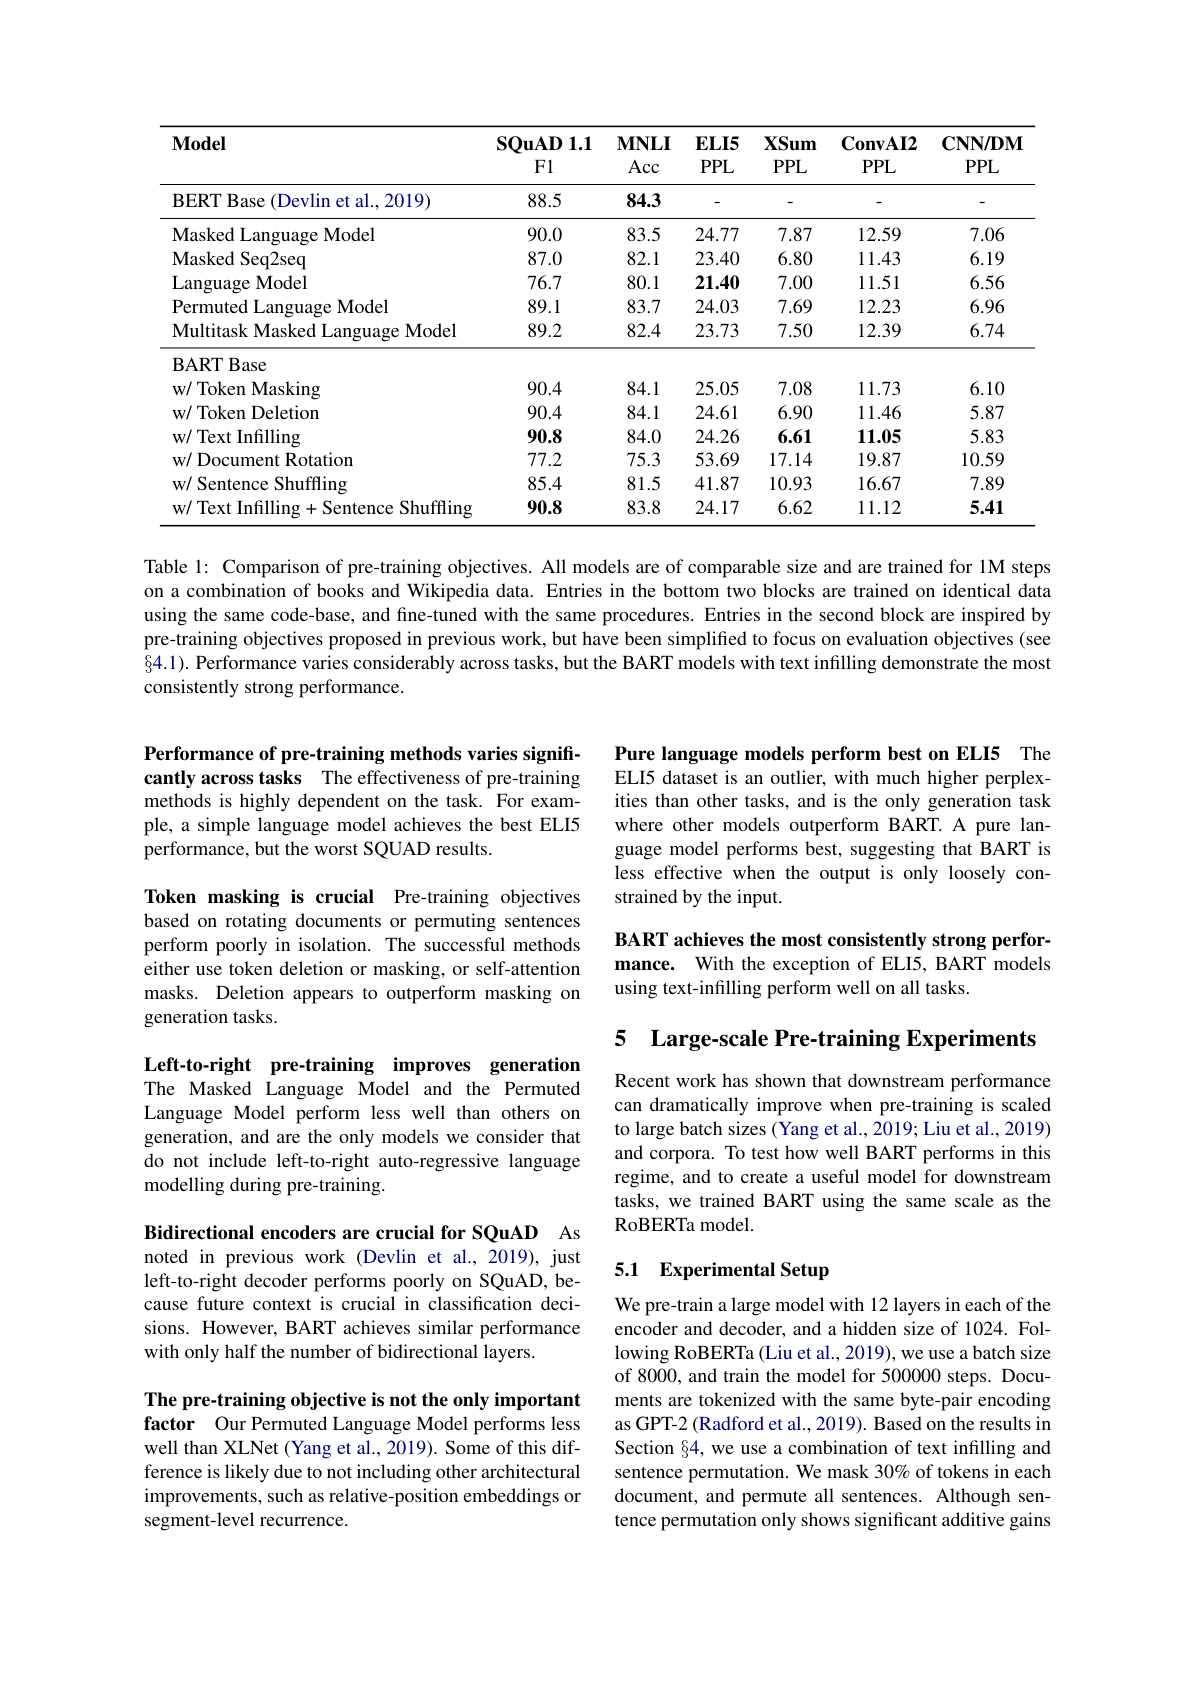 Model SQuAD 1.1 MNLI ELI5 XSum ConvAI2 CNN/DM
F1 Acc PPL PPL PPL PPL
BERT Base (Devlin et al., 2019) 88.5 84.3 - - - -
Masked Language Model 90.0 83.5 24.77 7.87 12.59 7.06
Masked Seq2seq 87.0 82.1 23.40 6.80 11.43 6.19
Language Model 76.7 80.1 21.40 7.00 11.51 6.56
Permuted Language Model 89.1 83.7 24.03 7.69 12.23 6.96
Multitask Masked Language Model 89.2 82.4 23.73 7.50 12.39 6.74
BART Base
w/ Token Masking 90.4 84.1 25.05 7.08 11.73 6.10
w/ Token Deletion 90.4 84.1 24.61 6.90 11.46 5.87
w/ Text Infilling 90.8 84.0 24.26 6.61 11.05 5.83
w/ Document Rotation 77.2 75.3 53.69 17.14 19.87 10.59
w/ Sentence Shuffling 85.4 81.5 41.87 10.93 16.67 7.89
w/ Text Infilling + Sentence Shuffling 90.8 83.8 24.17 6.62 11.12 5.41
Table 1: Comparison of pre-training objectives. All models are of comparable size and are trained for 1M steps
on a combination of books and Wikipedia data. Entries in the bottom two blocks are trained on identical data
using the same code-base, and fine-tuned with the same procedures. Entries in the second block are inspired by
pre-training objectives proposed in previous work, but have been simplified to focus on evaluation objectives (see
§4.1). Performance varies considerably across tasks, but the BART models with text infilling demonstrate the most
consistently strong performance.
Performance of pre-training methods varies signifi-
cantly across tasks The effectiveness of pre-training
methods is highly dependent on the task. For exam-
ple, a simple language model achieves the best ELI5
performance, but the worst SQUAD results.
Token masking is crucial Pre-training objectives
based on rotating documents or permuting sentences
perform poorly in isolation. The successful methods
either use token deletion or masking, or self-attention
masks. Deletion appears to outperform masking on
generation tasks.
Left-to-right pre-training improves generation
The Masked Language Model and the Permuted
Language Model perform less well than others on
generation, and are the only models we consider that
do not include left-to-right auto-regressive language
modelling during pre-training.
Bidirectional encoders are crucial for SQuAD As
noted in previous work (Devlin et al., 2019), just
left-to-right decoder performs poorly on SQuAD, be-
cause future context is crucial in classification deci-
sions. However, BART achieves similar performance
with only half the number of bidirectional layers.
The pre-training objective is not the only important
factor Our Permuted Language Model performs less
well than XLNet (Yang et al., 2019). Some of this dif-
ference is likely due to not including other architectural
improvements, such as relative-position embeddings or
segment-level recurrence.
Pure language models perform best on ELI5 The
ELI5 dataset is an outlier, with much higher perplex-
ities than other tasks, and is the only generation task
where other models outperform BART. A pure lan-
guage model performs best, suggesting that BART is
less effective when the output is only loosely con-
strained by the input.
BART achieves the most consistently strong perfor-
mance. With the exception of ELI5, BART models
using text-infilling perform well on all tasks.
5 Large-scale Pre-training Experiments
Recent work has shown that downstream performance
can dramatically improve when pre-training is scaled
to large batch sizes (Yang et al., 2019; Liu et al., 2019)
and corpora. To test how well BART performs in this
regime, and to create a useful model for downstream
tasks, we trained BART using the same scale as the
RoBERTa model.
5.1 Experimental Setup
We pre-train a large model with 12 layers in each of the
encoder and decoder, and a hidden size of 1024. Fol-
lowing RoBERTa (Liu et al., 2019), we use a batch size
of 8000, and train the model for 500000 steps. Docu-
ments are tokenized with the same byte-pair encoding
as GPT-2 (Radford et al., 2019). Based on the results in
Section §4, we use a combination of text infilling and
sentence permutation. We mask 30% of tokens in each
document, and permute all sentences. Although sen-
tence permutation only shows significant additive gains